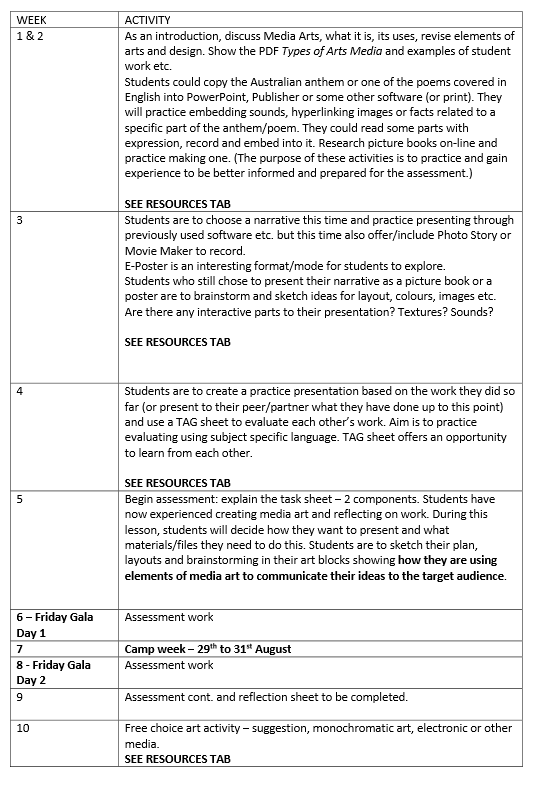 WEEK ACTIVITY
1 & 2 As an introduction, discuss Media Arts, what it is, its uses, revise elements of
arts and design. Show the PDF Types of Arts Media and examples of student
work etc.
Students could copy the Australian anthem or one of the poems covered in
English into PowerPoint, Publisher or some other software (or print). They
will practice embedding sounds, hyperlinking images or facts related to a
specific part of the anthem/poem. They could read some parts with
expression, record and embed into it. Research picture books on-line and
practice making one. (The purpose of these activities is to practice and gain
experience to be better informed and prepared for the assessment.)
SEE RESOURCES TAB
3 Students are to choose a narrative this time and practice presenting through
previously used software etc. but this time also offer/include Photo Story or
Movie Maker to record.
E-Poster is an interesting format/mode for students to explore.
Students who still chose to present their narrative as a picture book or a
poster are to brainstorm and sketch ideas for layout, colours, images etc.
Are there any interactive parts to their presentation? Textures? Sounds?
SEE RESOURCES TAB
4 Students are to create a practice presentation based on the work they did so
far (or present to their peer/partner what they have done up to this point)
and use a TAG sheet to evaluate each other's work. Aim is to practice
evaluating using subject specific language. TAG sheet offers an opportunity
to learn from each other.
SEE RESOURCES TAB
5 Begin assessment: explain the task sheet – 2 components. Students have
now experienced creating media art and reflecting on work. During this
lesson, students will decide how they want to present and what
materials/files they need to do this. Students are to sketch their plan,
layouts and brainstorming in their art blocks showing how they are using
elements of media art to communicate their ideas to the target audience.
6 – Friday Gala Assessment work
Day 1
7 Camp week – 29th to 31st August
8 - Friday Gala Assessment work
Day 2
9 Assessment cont. and reflection sheet to be completed.
10 Free choice art activity – suggestion, monochromatic art, electronic or other
media.
SEE RESOURCES TAB